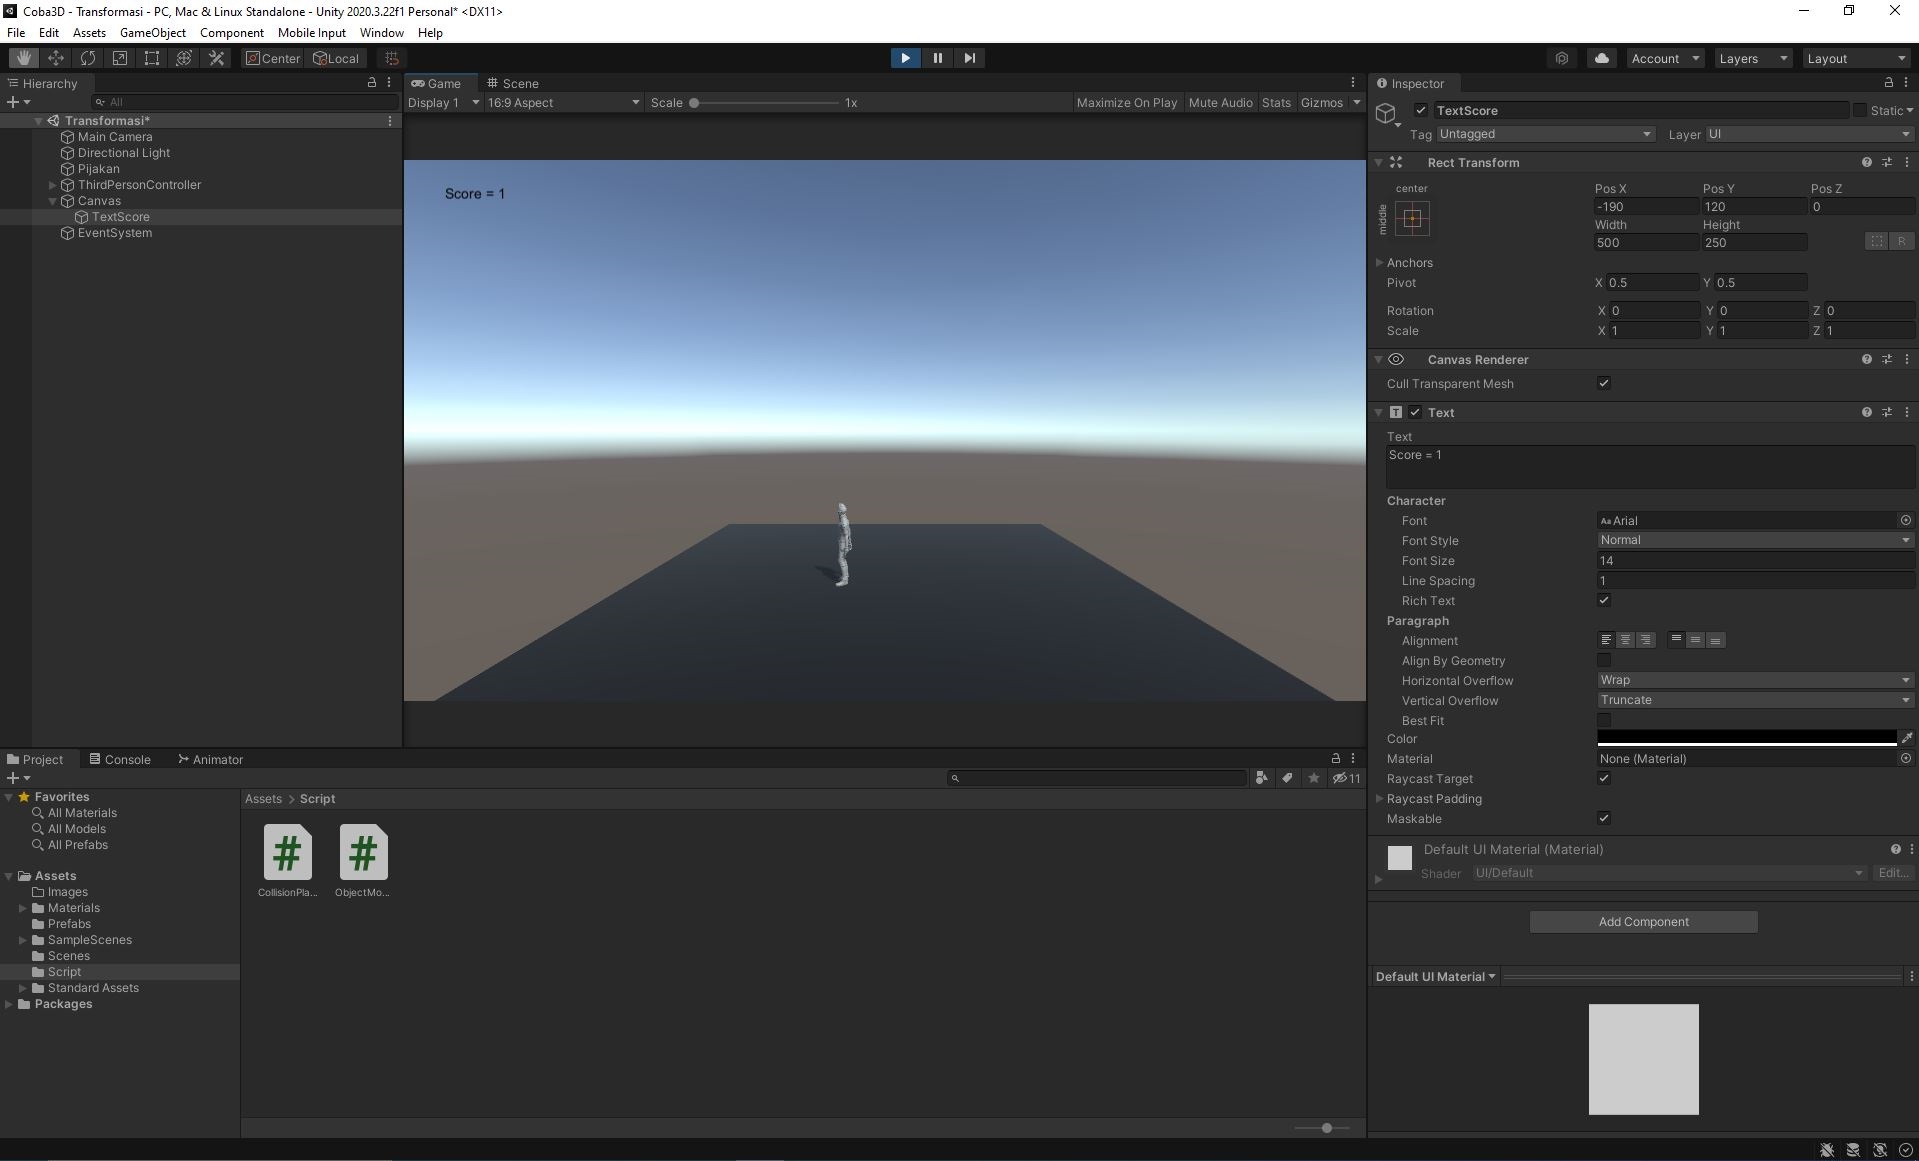 Coba3D - Transformasi - PC, Mac & Linux Standalone - Unity 2020.3.22f1 Personal* <DX11>
File Edit Assets GameObject Component Mobile Input Window Help
Center Local Account Layers Layout
Hierarchy
All
Transformasi*
Main Camera
Directional Light
Pijakan
ThirdPersonController
Canvas
TextScore
EventSystem
Game Scene
Display 1 16:9 Aspect Scale 1x Maximize On Play Mute Audio Stats Gizmos
Score = 1
Inspector
TextScore Static
Tag Untagged Layer UI
Rect Transform
center
middle
Pos X Pos Y Pos Z
-190 120 0
Width Height
500 250
R
Anchors
Pivot X 0.5 Y 0.5
Rotation X 0 Y 0 Z 0
Scale X 1 Y 1 Z 1
Canvas Renderer
Cull Transparent Mesh
T Text
Text
Score = 1
Character
Font Aa Arial
Font Style Normal
Font Size 14
Line Spacing 1
Rich Text
Paragraph
Alignment
Align By Geometry
Horizontal Overflow Wrap
Vertical Overflow Truncate
Best Fit
Color
Material None (Material)
Raycast Target
Raycast Padding
Maskable
Default UI Material (Material)
Shader UI/Default Edit...
Add Component
Default UI Material
Project Console Animator
11
Favorites
All Materials
All Models
All Prefabs
Assets
Images
Materials
Prefabs
SampleScenes
Scenes
Script
Standard Assets
Packages
Assets > Script
# #
CollisionPla... ObjectMo...